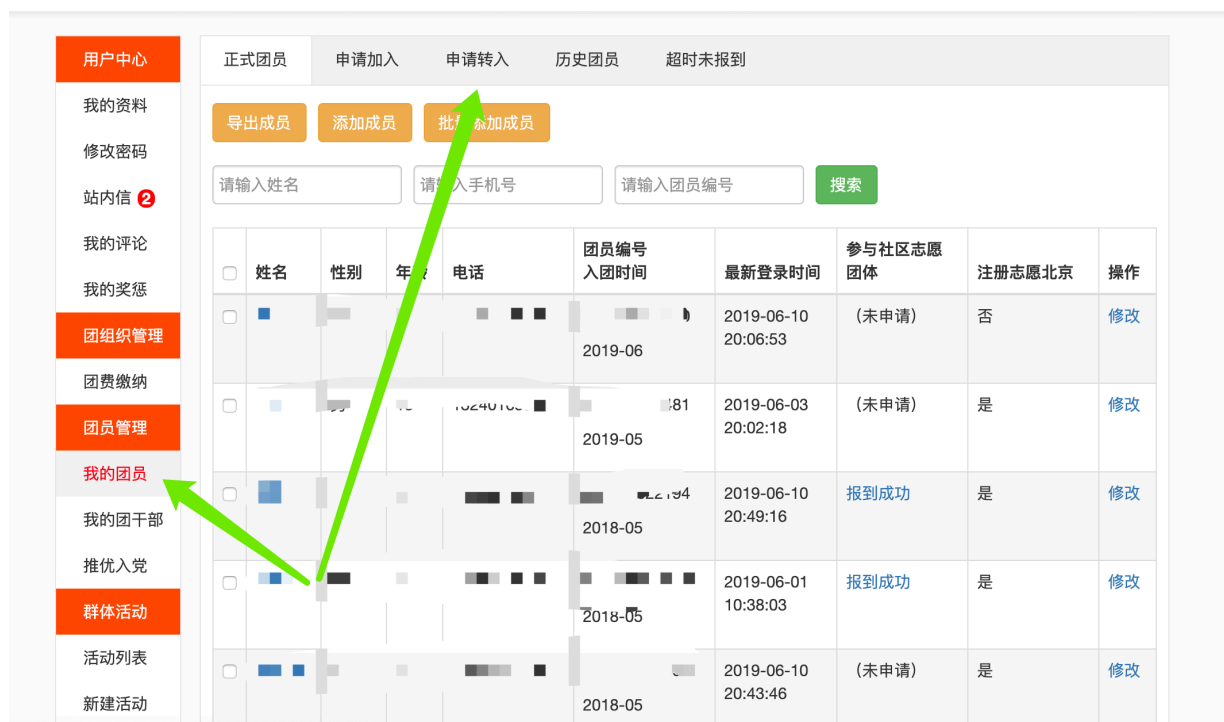 用户中心
我的资料
修改密码
站内信 2
我的评论
我的奖惩
团组织管理
团费缴纳
团员管理
我的团员
我的团干部
推优入党
群体活动
活动列表
新建活动
正式团员 申请加入 申请转入 历史团员 超时未报到
导出成员 添加成员 批量添加成员
请输入姓名 请输入手机号 请输入团员编号 搜索
姓名 性别 电话 团员编号 入团时间 最新登录时间 参与社区志愿团体 注册志愿北京 操作
2019-06 2019-06-10 20:06:53 （未申请） 否 修改
481 2019-05 2019-06-03 20:02:18 （未申请） 是 修改
2018-05 2019-06-10 20:49:16 报到成功 是 修改
2018-05 2019-06-01 10:38:03 报到成功 是 修改
2018-05 2019-06-10 20:43:46 （未申请） 是 修改